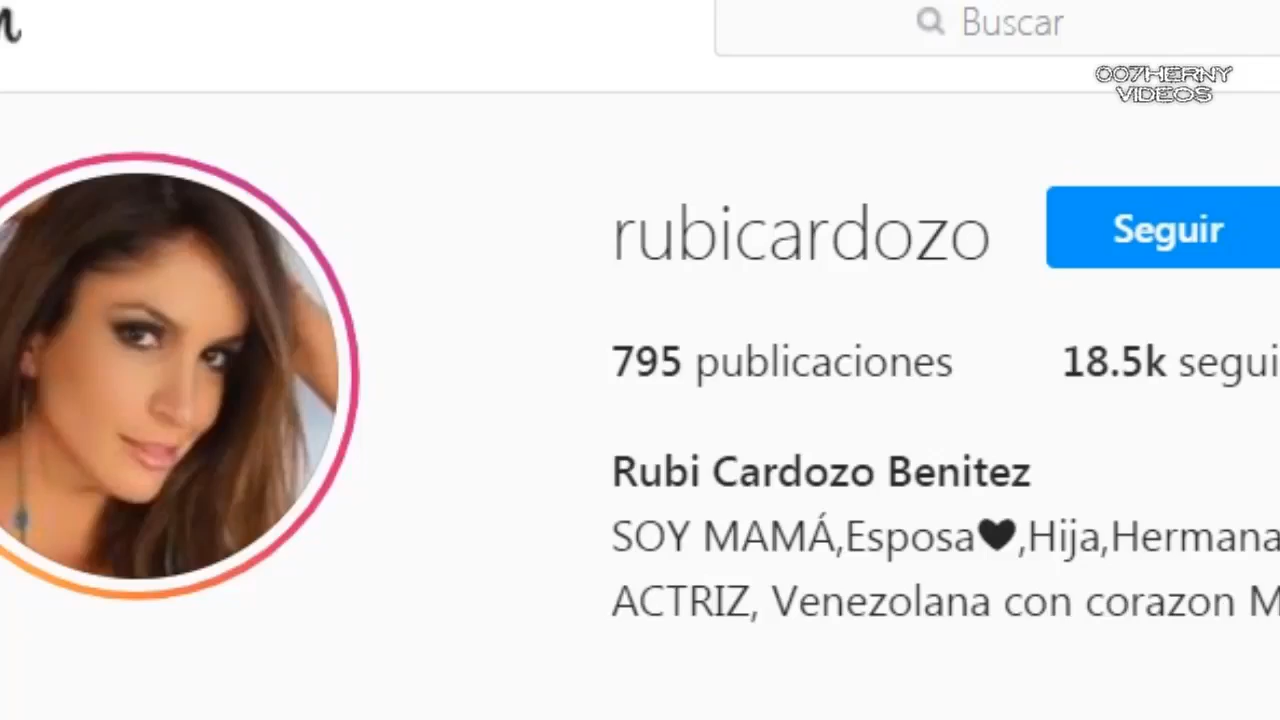 Buscar
007HERNY
VIDEOS
rubicardozo
Seguir
795 publicaciones
18.5k segui
Rubi Cardozo Benitez
SOY MAMÁ,Esposa🖤,Hija,Hermana
ACTRIZ, Venezolana con corazon M